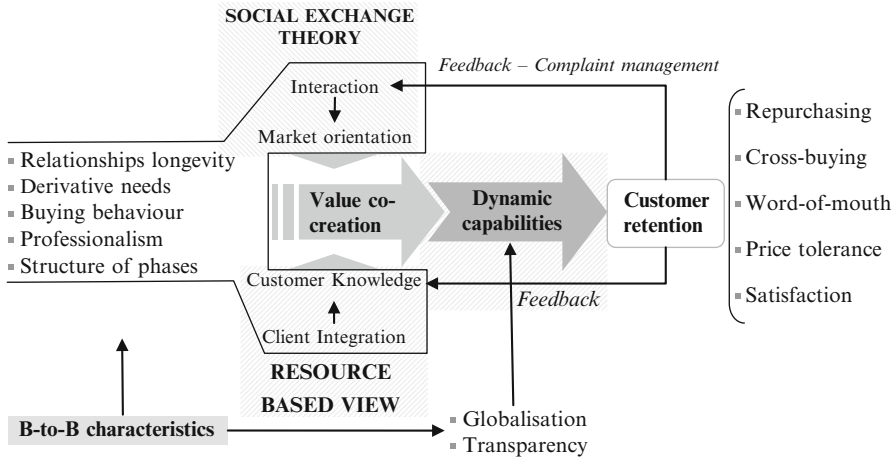 SOCIAL EXCHANGE
THEORY
Feedback – Complaint management
Interaction
Market orientation
▪ Relationships longevity
▪ Derivative needs
▪ Buying behaviour
▪ Professionalism
▪ Structure of phases
Value co-
creation
Dynamic
capabilities
Customer
retention
▪ Repurchasing
▪ Cross-buying
▪ Word-of-mouth
▪ Price tolerance
▪ Satisfaction
Customer Knowledge
Feedback
Client Integration
RESOURCE
BASED VIEW
B-to-B characteristics
▪ Globalisation
▪ Transparency